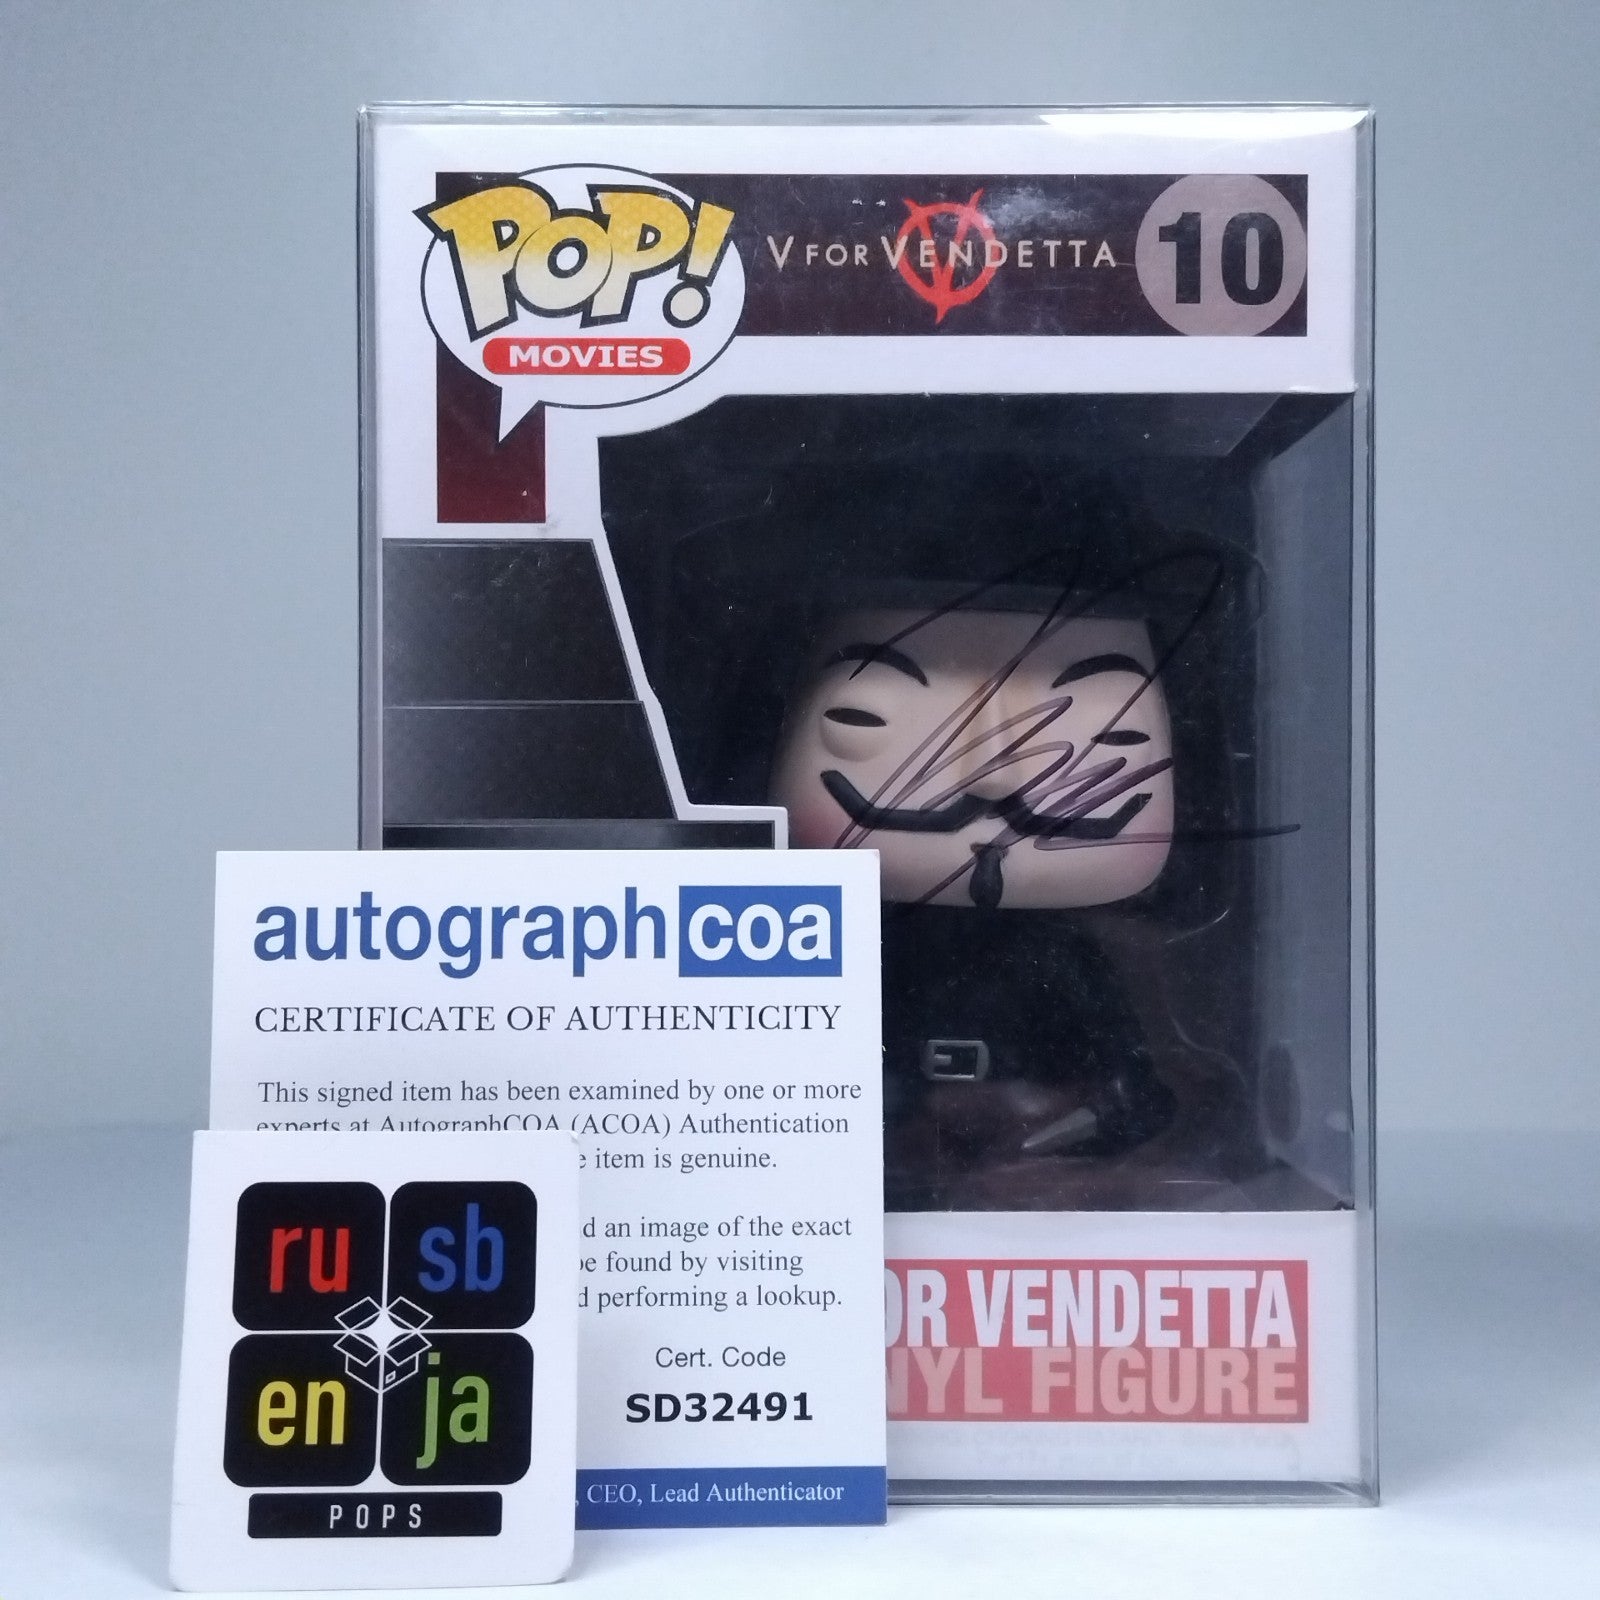 POP!
MOVIES
V FOR VENDETTA
10
autographcoa
CERTIFICATE OF AUTHENTICITY
This signed item has been examined by one or more
experts at AutographCOA (ACOA) Authentication
item is genuine.
an image of the exact
be found by visiting
performing a lookup.
Cert. Code
SD32491
, CEO, Lead Authenticator
ru sb
en ja
POPS
OR VENDETTA
NYL FIGURE